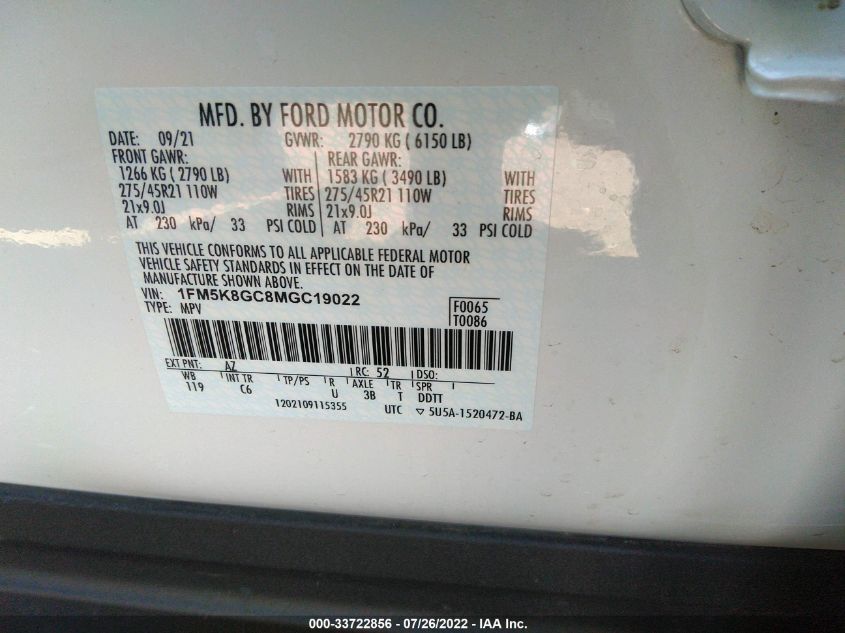 MFD. BY FORD MOTOR CO.
DATE: 09/21 GVWR: 2790 KG ( 6150 LB)
FRONT GAWR: REAR GAWR:
1266 KG ( 2790 LB) WITH 1583 KG ( 3490 LB) WITH
275/45R21 110W TIRES 275/45R21 110W TIRES
21x9.0J RIMS 21x9.0J RIMS
AT 230 kPa/ 33 PSI COLD AT 230 kPa/ 33 PSI COLD
THIS VEHICLE CONFORMS TO ALL APPLICABLE FEDERAL MOTOR
VEHICLE SAFETY STANDARDS IN EFFECT ON THE DATE OF
MANUFACTURE SHOWN ABOVE.
VIN: 1FM5K8GC8MGC19022 F0065
TYPE: MPV T0086
EXT PNT: AZ RC: 52 DSO:
WB INT TR TP/PS R AXLE TR SPR
119 C6 U 3B T DDTT
1202109115355 UTC ▽ 5U5A-1520472-BA
000-33722856 - 07/26/2022 - IAA Inc.